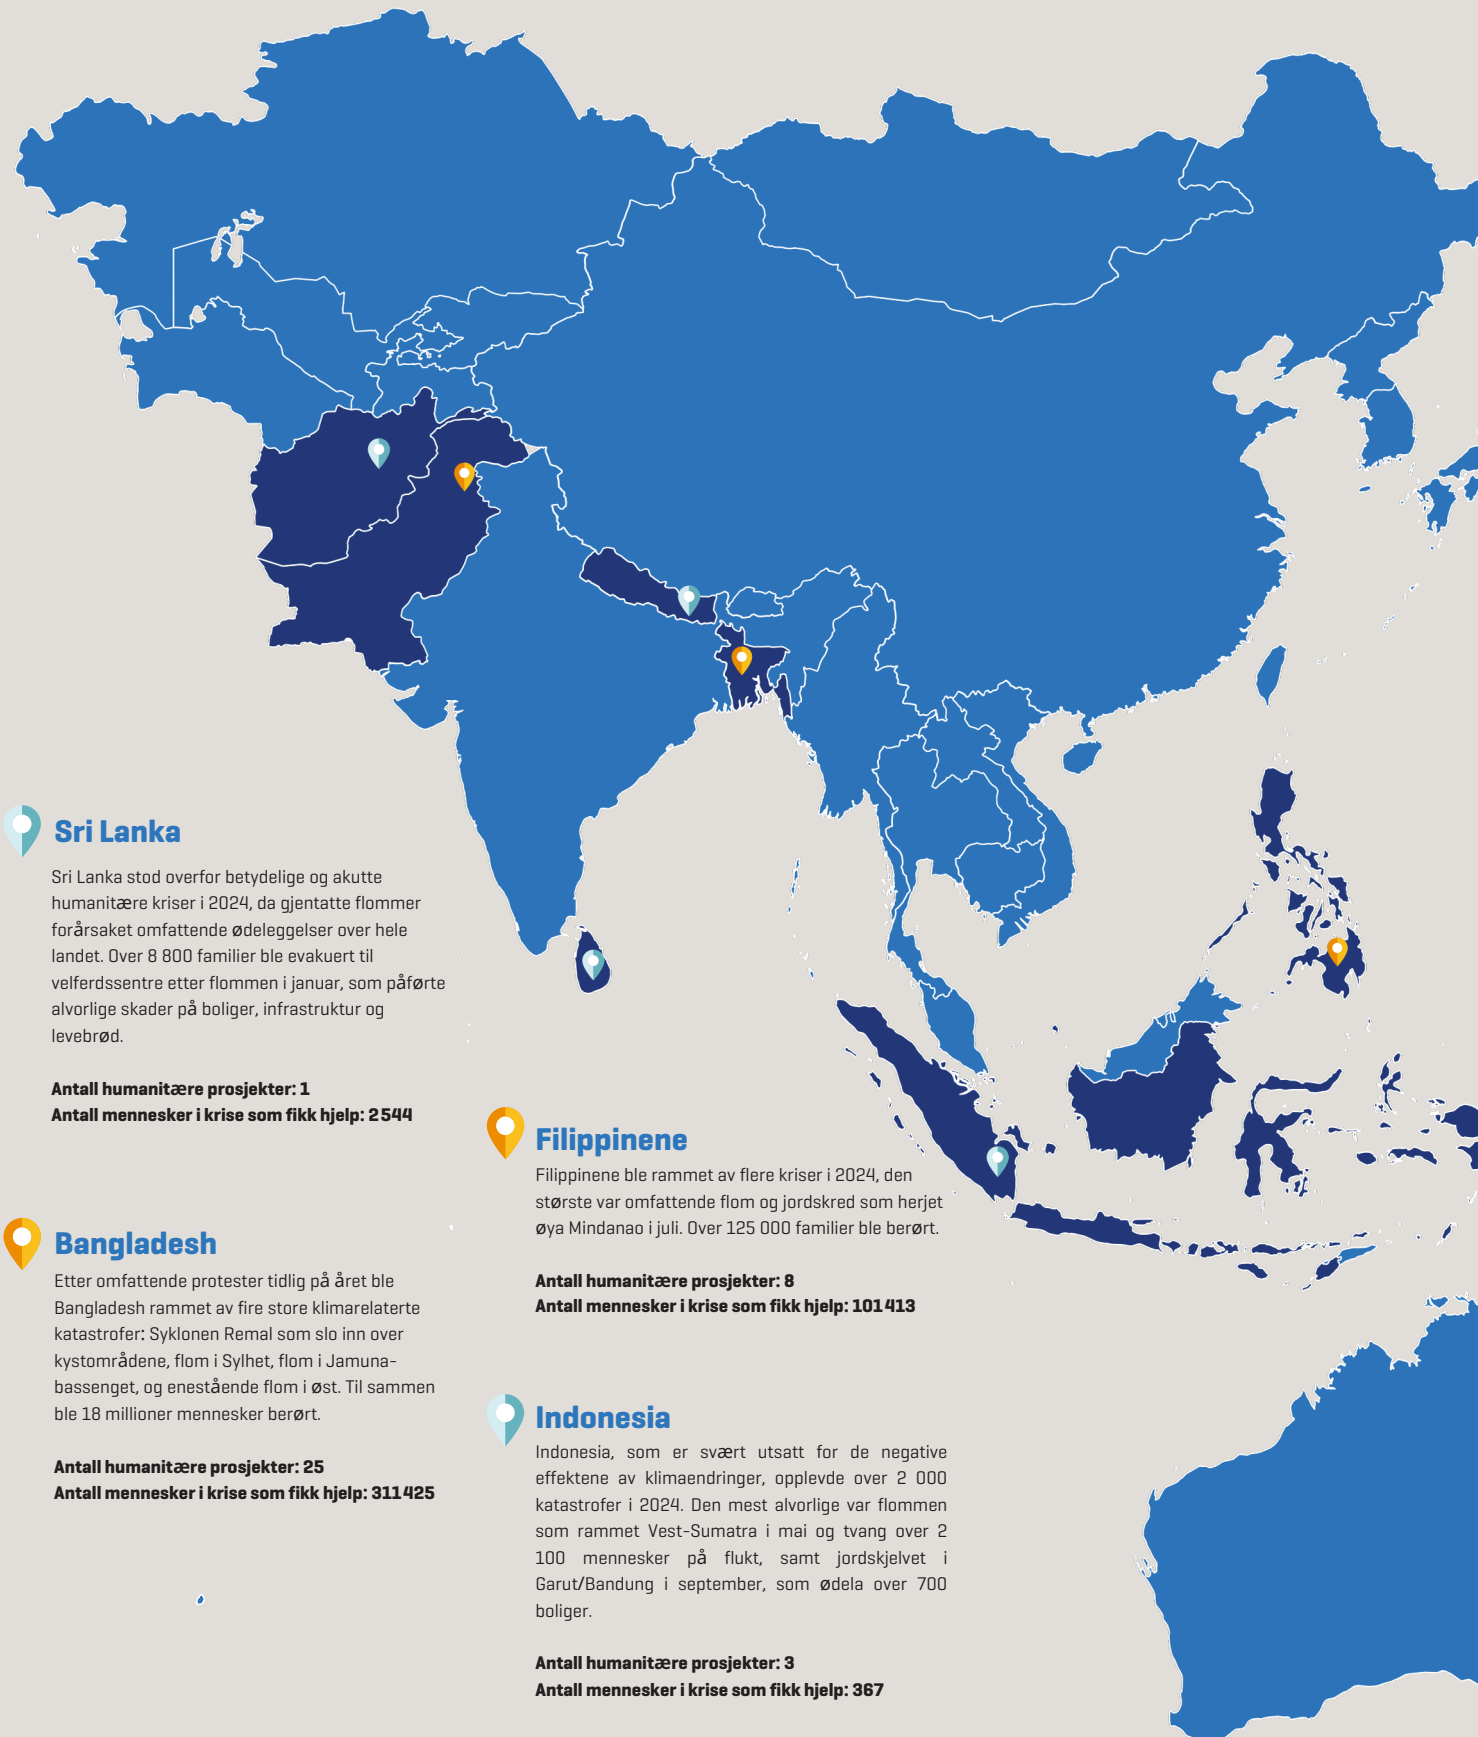 Sri Lanka
Sri Lanka stod overfor betydelige og akutte
humanitære kriser i 2024, da gjentatte flommer
forårsaket omfattende ødeleggelser over hele
landet. Over 8 800 familier ble evakuert til
velferdssentre etter flommen i januar, som påførte
alvorlige skader på boliger, infrastruktur og
levebrød.
Antall humanitære prosjekter: 1
Antall mennesker i krise som fikk hjelp: 2 544
Bangladesh
Etter omfattende protester tidlig på året ble
Bangladesh rammet av fire store klimarelaterte
katastrofer: Syklonen Remal som slo inn over
kystområdene, flom i Sylhet, flom i Jamuna-
bassenget, og enestående flom i øst. Til sammen
ble 18 millioner mennesker berørt.
Antall humanitære prosjekter: 25
Antall mennesker i krise som fikk hjelp: 311 425
Filippinene
Filippinene ble rammet av flere kriser i 2024, den
største var omfattende flom og jordskred som herjet
øya Mindanao i juli. Over 125 000 familier ble berørt.
Antall humanitære prosjekter: 8
Antall mennesker i krise som fikk hjelp: 101 413
Indonesia
Indonesia, som er svært utsatt for de negative
effektene av klimaendringer, opplevde over 2 000
katastrofer i 2024. Den mest alvorlige var flommen
som rammet Vest-Sumatra i mai og tvang over 2
100 mennesker på flukt, samt jordskjelvet i
Garut/Bandung i september, som ødela over 700
boliger.
Antall humanitære prosjekter: 3
Antall mennesker i krise som fikk hjelp: 367